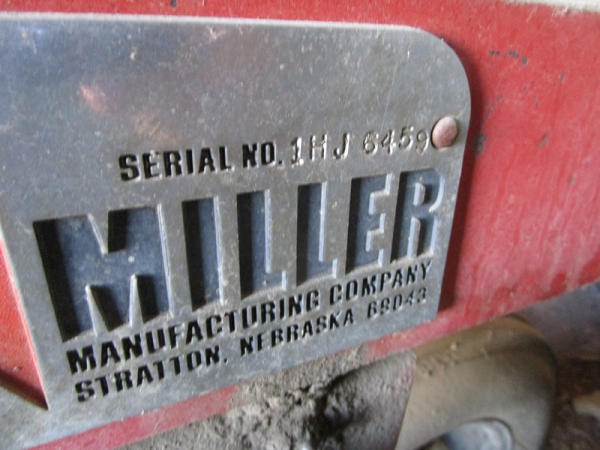 SERIAL NO. 1HJ 6459
MILLER
MANUFACTURING COMPANY
STRATTON, NEBRASKA 69043